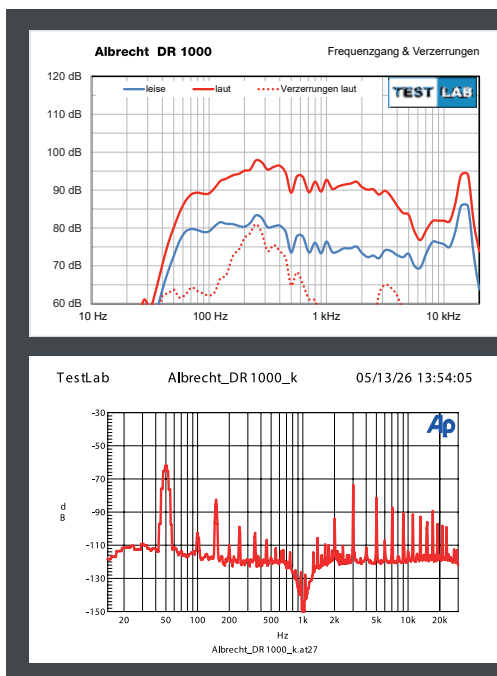 Albrecht DR 1000 Frequenzgang & Verzerrungen
120 dB leise laut Verzerrungen laut TEST LAB
110 dB
100 dB
90 dB
80 dB
70 dB
60 dB
10 Hz 100 Hz 1 kHz 10 kHz
TestLab Albrecht_DR1000_k 05/13/26 13:54:05
-30 Ap
-50
-70
d
B
-90
-110
-130
-150
20 50 100 200 500 1k 2k 5k 10k 20k
Hz
Albrecht_DR1000_k.at27